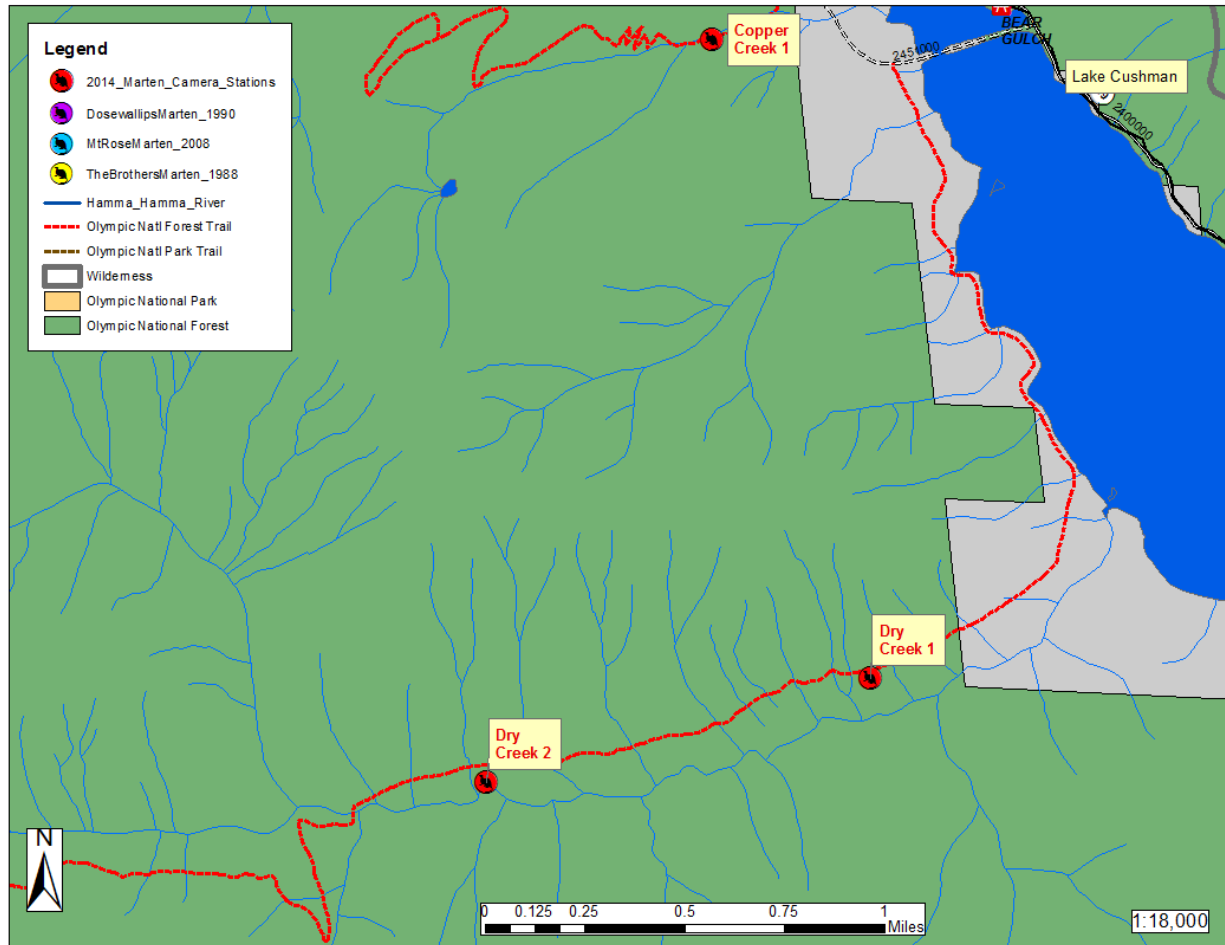 Legend
2014_Marten_Camera_Stations
DosewallipsMarten_1990
MtRoseMarten_2008
TheBrothersMarten_1988
Hamma_Hamma_River
Olympic Natl Forest Trail
Olympic Natl Park Trail
Wilderness
Olympic National Park
Olympic National Forest
Copper
Creek 1
BEAR
GULCH
2451000
Lake Cushman
2400000
Dry
Creek 1
Dry
Creek 2
N
0 0.125 0.25 0.5 0.75 1
Miles
1:18,000